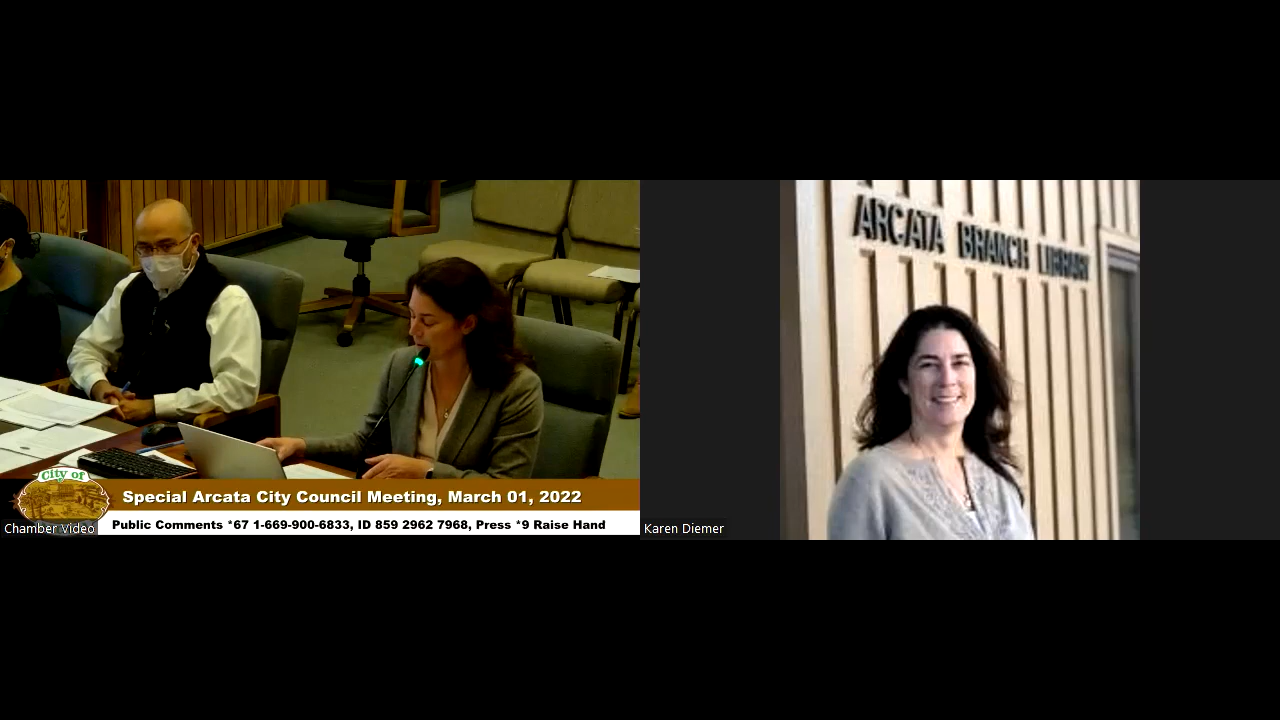 City of
Special Arcata City Council Meeting, March 01, 2022
Public Comments *67 1-669-900-6833, ID 859 2962 7968, Press *9 Raise Hand
Chamber Video
ARCATA BRANCH LIBRARY
Karen Diemer